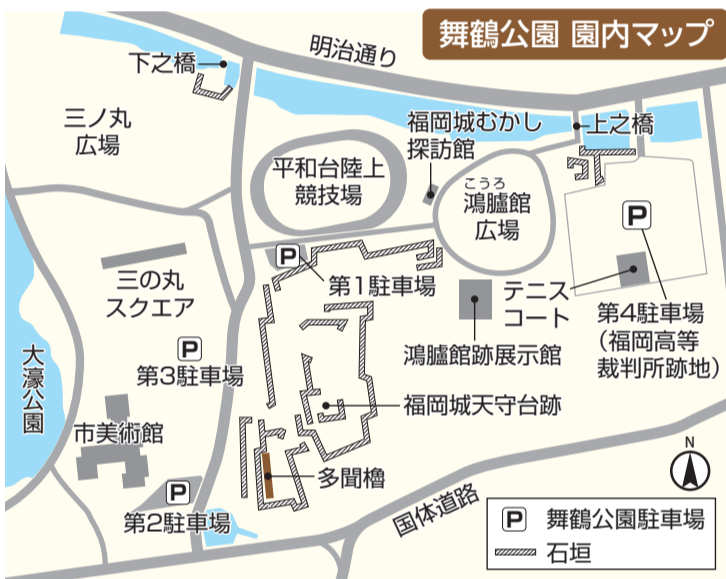 舞鶴公園 園内マップ
明治通り
下之橋
三ノ丸
広場
福岡城むかし
探訪館
上之橋
平和台陸上
競技場
こうろ
鴻臚館
広場
P
P
第1駐車場
三の丸
スクエア
テニス
コート
第4駐車場
(福岡高等
裁判所跡地)
P
第3駐車場
鴻臚館跡展示館
大濠公園
福岡城天守台跡
市美術館
多聞櫓
P
第2駐車場
国体道路
N
P 舞鶴公園駐車場
石垣